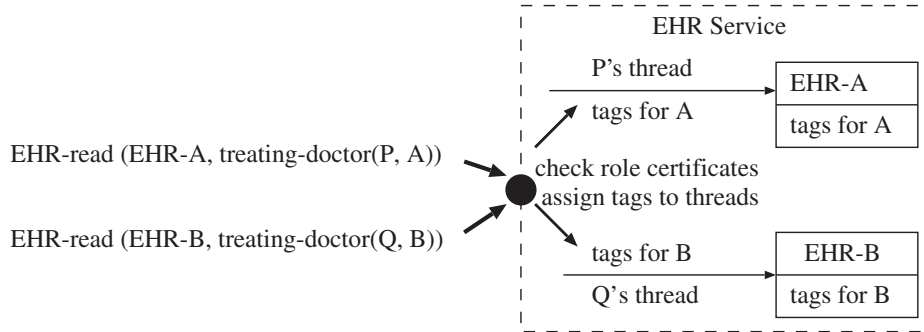 EHR Service
P's thread
EHR-A
tags for A
tags for A
EHR-read (EHR-A, treating-doctor(P, A))
check role certificates
assign tags to threads
EHR-read (EHR-B, treating-doctor(Q, B))
tags for B
EHR-B
Q's thread
tags for B